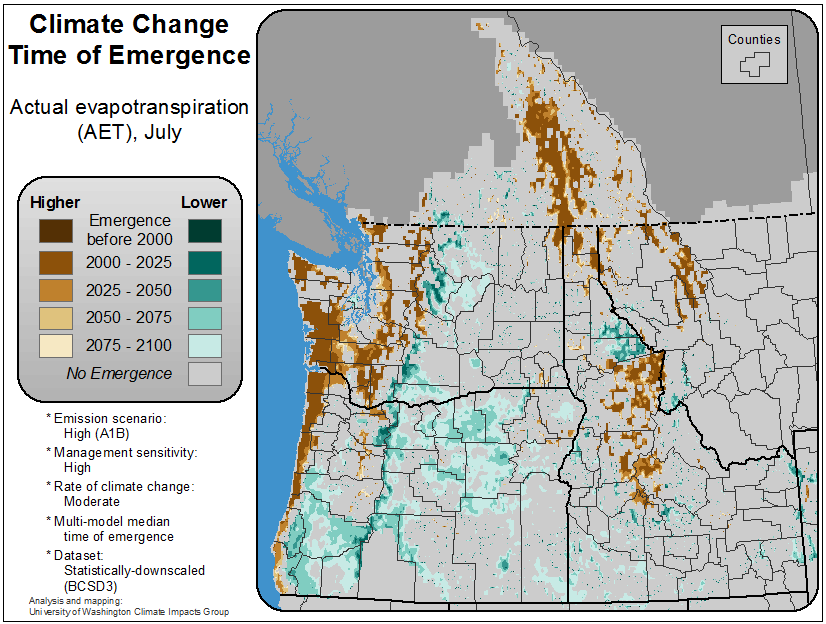 Climate Change
Time of Emergence
Actual evapotranspiration
(AET), July
Higher
Lower
Emergence
before 2000
2000 - 2025
2025 - 2050
2050 - 2075
2075 - 2100
No Emergence
* Emission scenario:
High (A1B)
* Management sensitivity:
High
* Rate of climate change:
Moderate
* Multi-model median
time of emergence
* Dataset:
Statistically-downscaled
(BCSD3)
Analysis and mapping:
University of Washington Climate Impacts Group
Counties